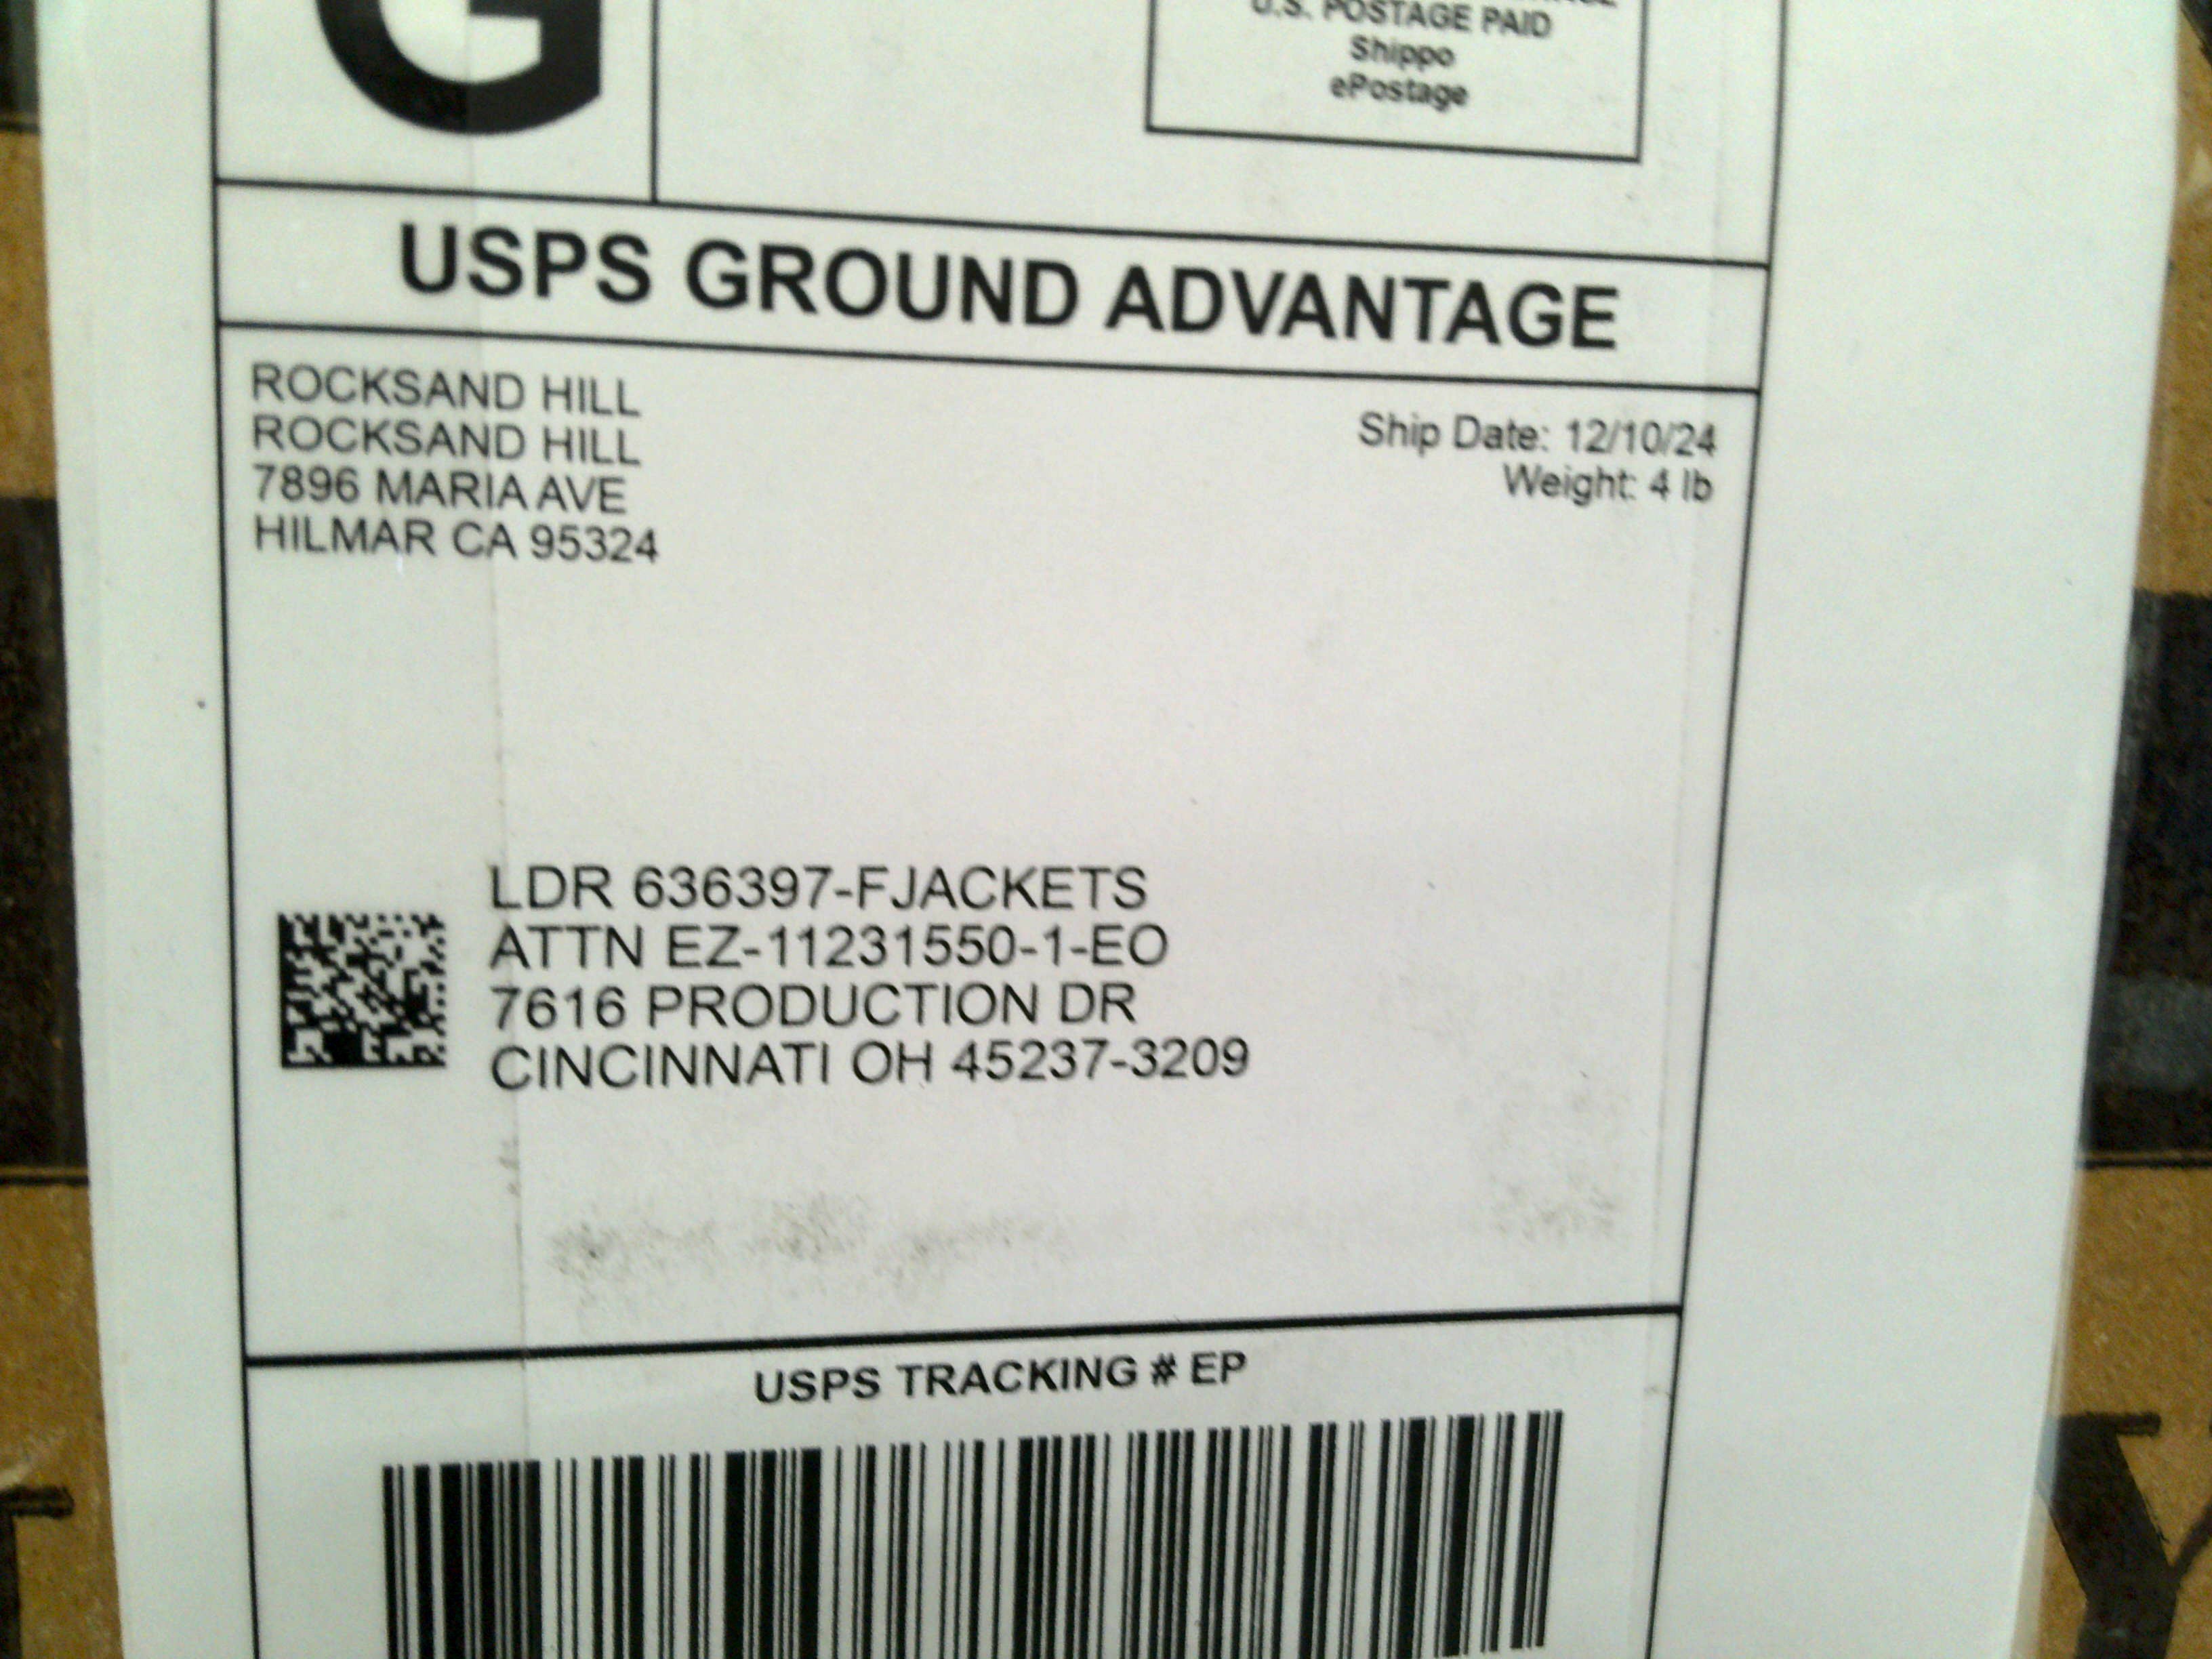 G
U.S. POSTAGE PAID
Shippo
ePostage
USPS GROUND ADVANTAGE
ROCKSAND HILL
ROCKSAND HILL
7896 MARIA AVE
HILMAR CA 95324
Ship Date: 12/10/24
Weight: 4 lb
LDR 636397-FJACKETS
ATTN EZ-11231550-1-EO
7616 PRODUCTION DR
CINCINNATI OH 45237-3209
USPS TRACKING # EP
Y